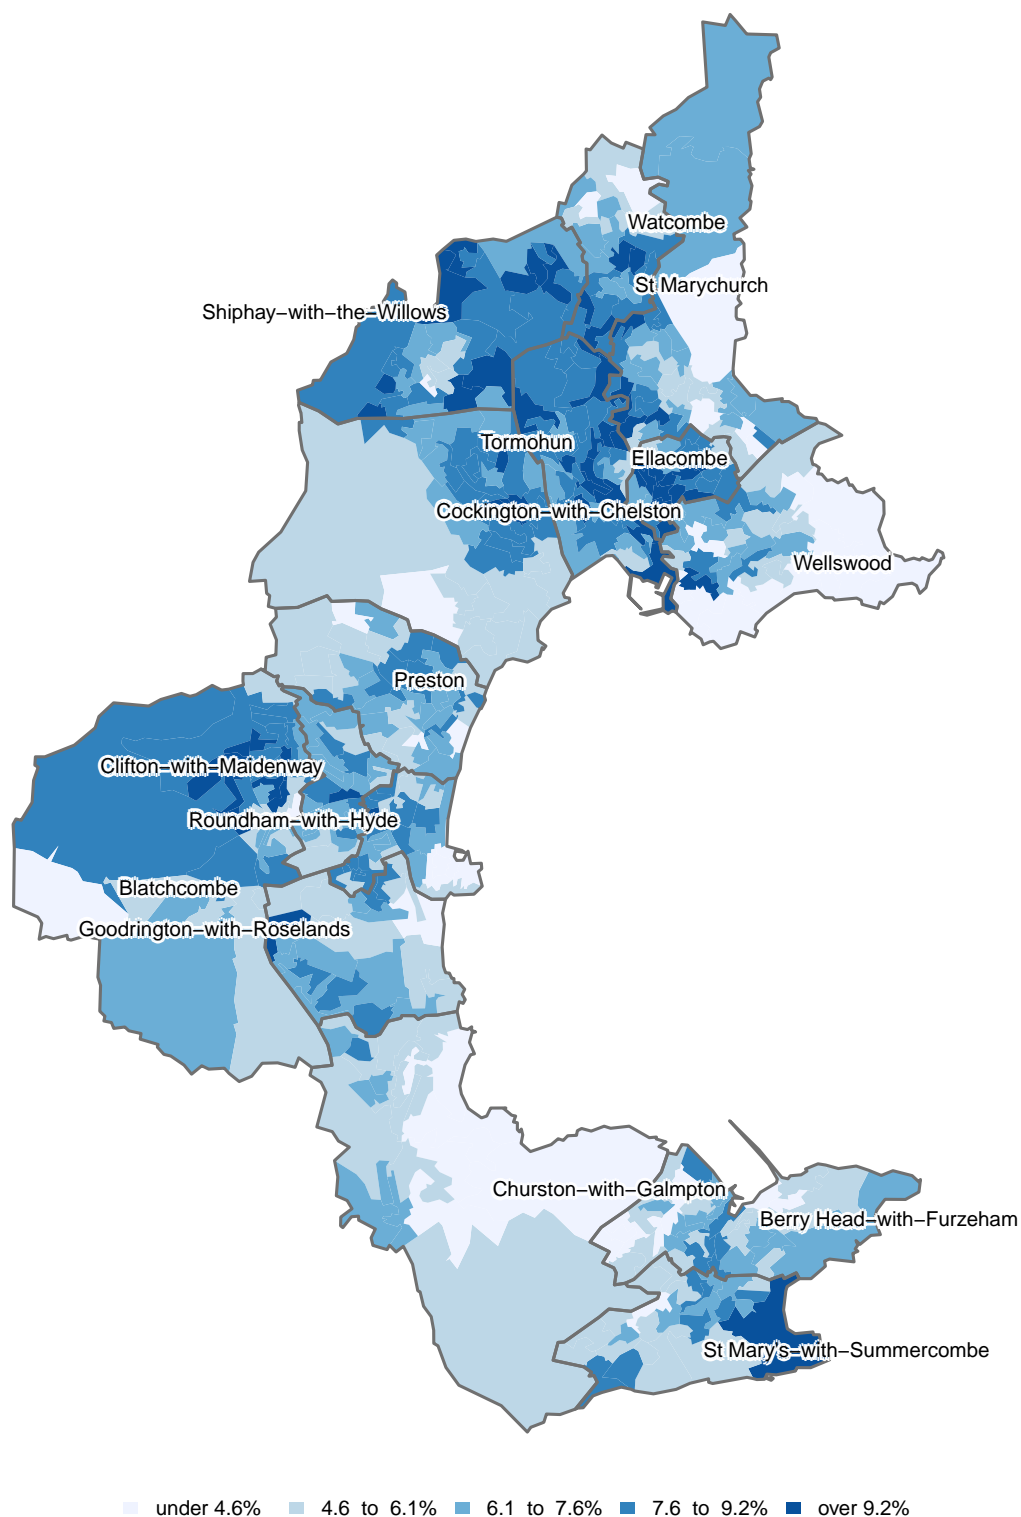 Watcombe
St Marychurch
Shiphay−with−the−Willows
Tormohun
Ellacombe
Cockington−with−Chelston
Wellswood
Preston
Clifton−with−Maidenway
Roundham−with−Hyde
Blatchcombe
Goodrington−with−Roselands
Churston−with−Galmpton
Berry Head−with−Furzeham
St Mary's−with−Summercombe
under 4.6% 4.6 to 6.1% 6.1 to 7.6% 7.6 to 9.2% over 9.2%